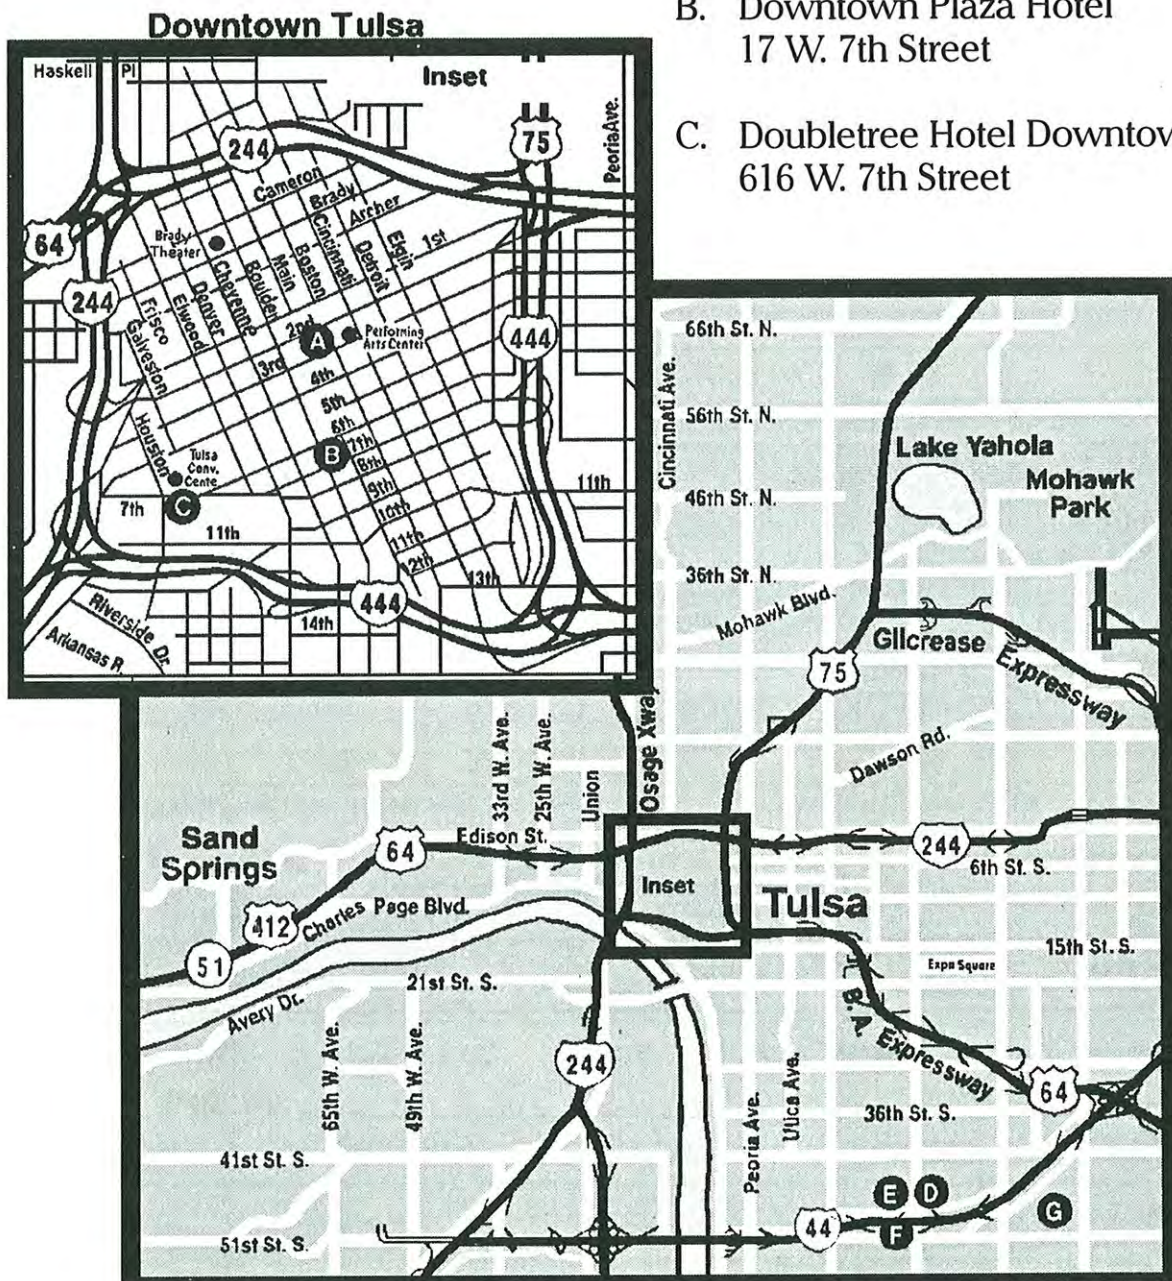 Downtown Tulsa
B. Downtown Plaza Hotel
17 W. 7th Street
C. Doubletree Hotel
616 W. 7th Street
Haskell Pl
Inset
PeoriaAve.
244
75
Cameron
Brady
Archer
64
Brady
Theater
Elgin
1st
Cincinnati
Detroit
Boston
Main
Boulder
Cheyenne
Denver
Elwood
Frisco
Galveston
244
444
2nd
A
Performing
Arts Center
3rd
4th
5th
6th
7th
B
8th
Houston
Tulsa
Conv.
Cente
9th
11th
7th
C
10th
11th
11th
12th
13th
444
14th
Riverside Dr.
Arkansas R.
66th St. N.
Cincinnati Ave.
56th St. N.
Lake Yahola
Mohawk
Park
46th St. N.
36th St. N.
Mohawk Blvd.
Gilcrease
Expressway
75
Osage Xwa
33rd W. Ave.
25th W. Ave.
Union
Dawson Rd.
Sand
Springs
64
Edison St.
244
6th St. S.
Inset
Tulsa
412
Charles Page Blvd.
51
15th St. S.
Expo Square
21st St. S.
Avery Dr.
B. A. Expressway
65th W. Ave.
49th W. Ave.
244
64
Peoria Ave.
Utica Ave.
36th St. S.
41st St. S.
E
D
G
44
F
51st St. S.